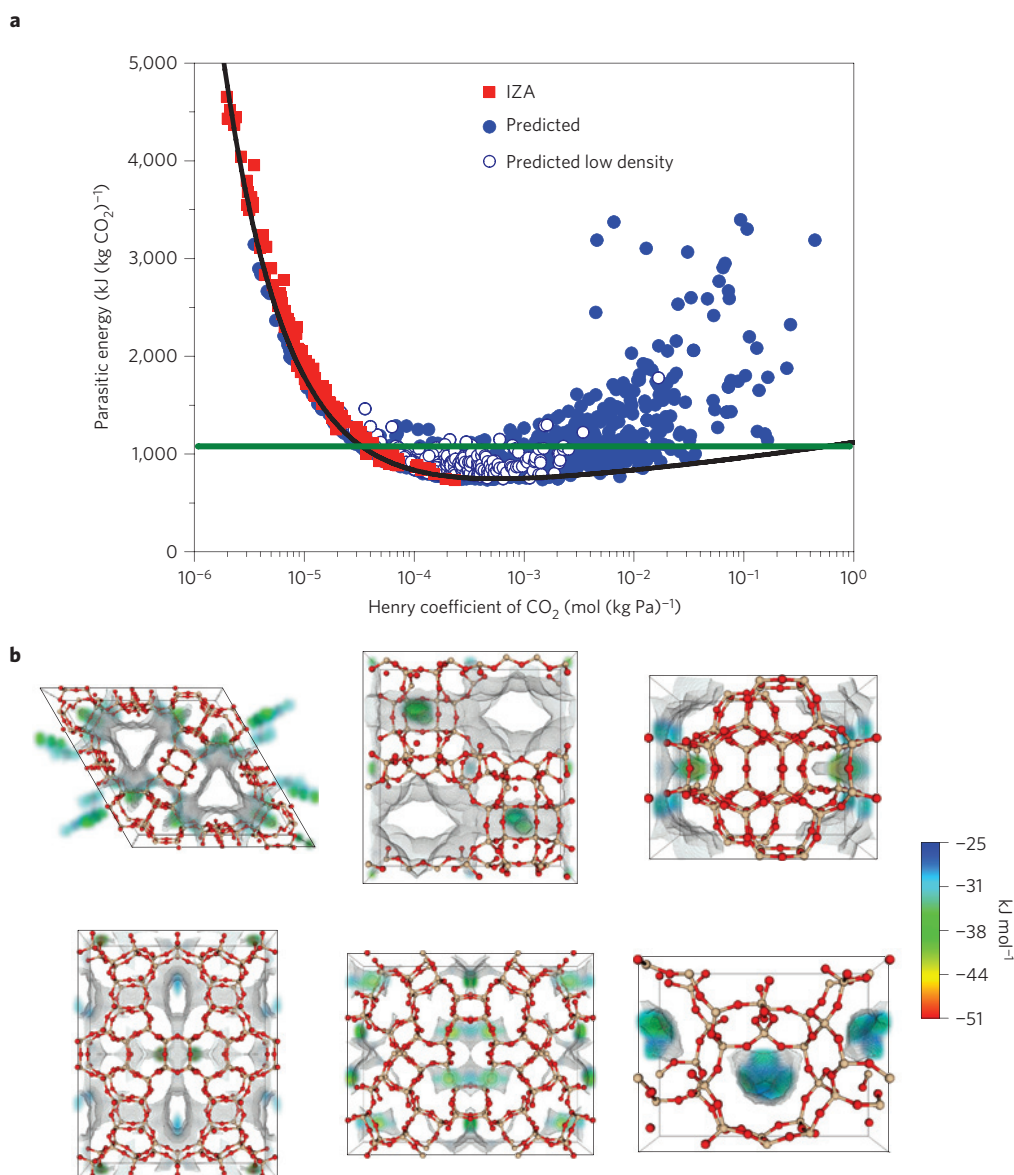 a
5,000
4,000
3,000
2,000
1,000
0
Parasitic energy (kJ (kg CO₂)⁻¹)
IZA
Predicted
Predicted low density
10⁻⁶ 10⁻⁵ 10⁻⁴ 10⁻³ 10⁻² 10⁻¹ 10⁰
Henry coefficient of CO₂ (mol (kg Pa)⁻¹)
b
−25
−31
−38
−44
−51
kJ mol⁻¹